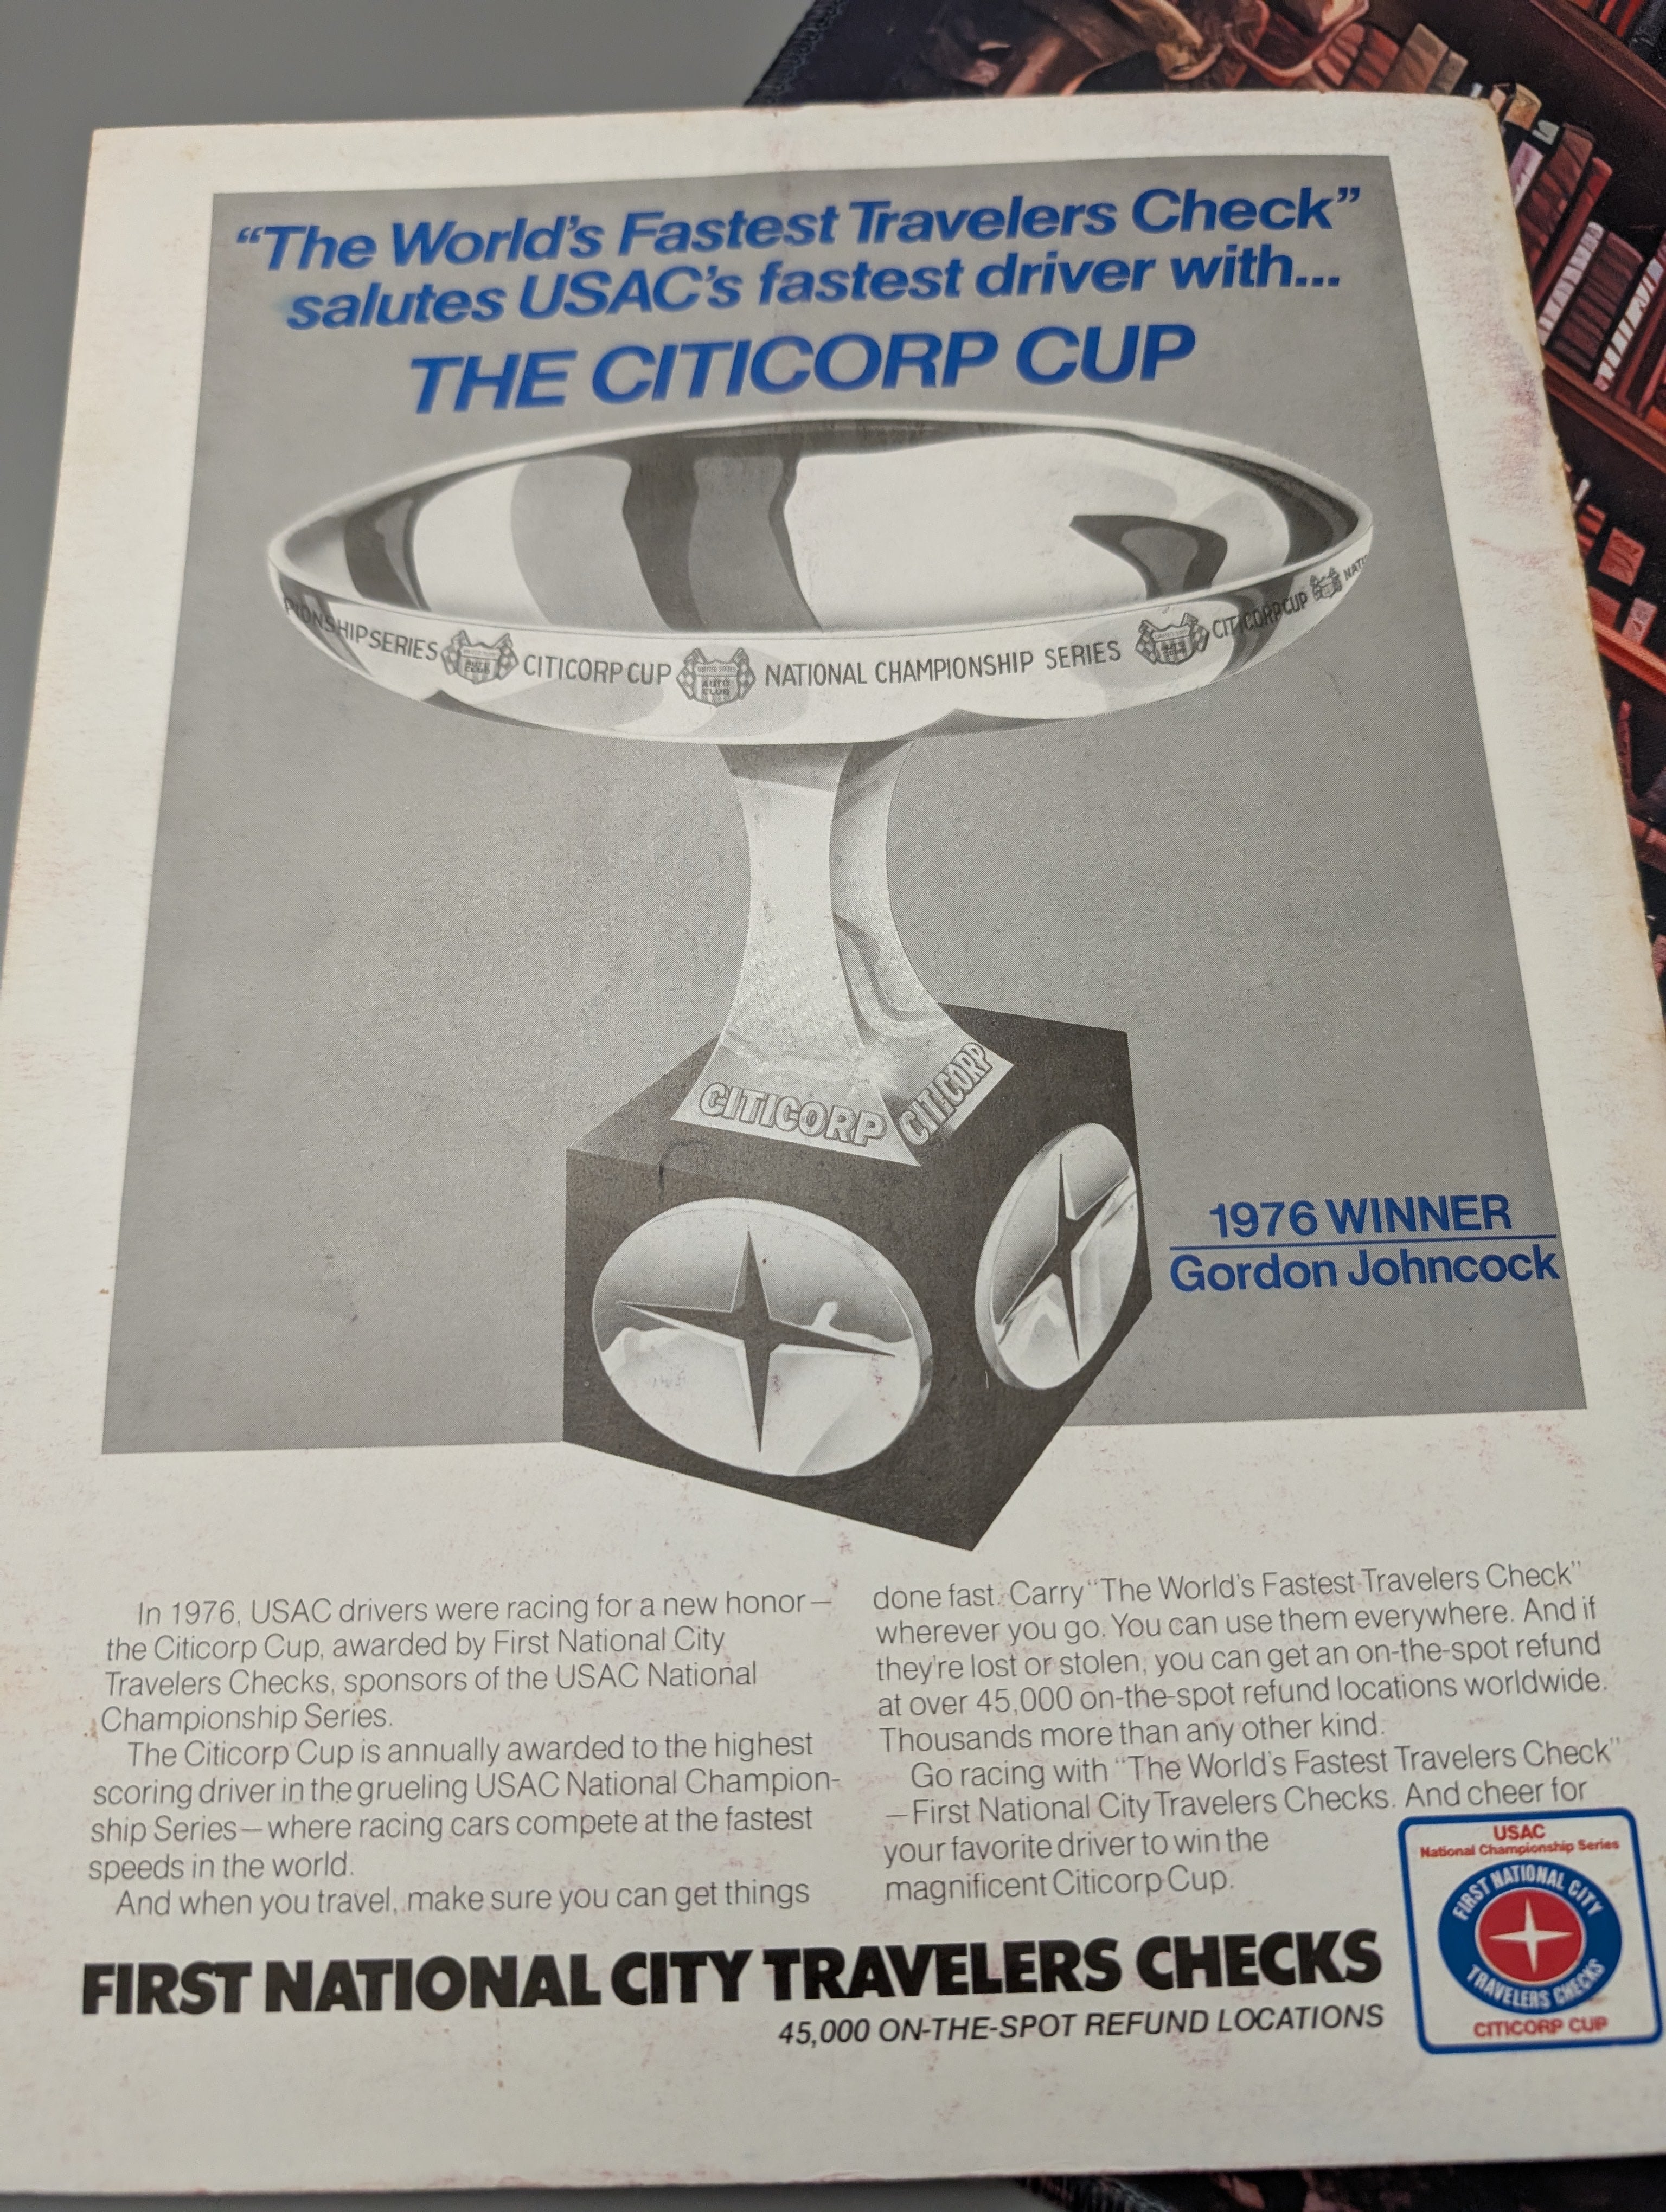 “The World’s Fastest Travelers Check”
salutes USAC’s fastest driver with...
THE CITICORP CUP
SHIP SERIES
AUTO CLUB
CITICORP CUP
AUTO CLUB
NATIONAL CHAMPIONSHIP SERIES
CITICORP CUP
CITICORP
CITICORP
1976 WINNER
Gordon Johncock
In 1976, USAC drivers were racing for a new honor—
the Citicorp Cup, awarded by First National City
Travelers Checks, sponsors of the USAC National
Championship Series.
The Citicorp Cup is annually awarded to the highest
scoring driver in the grueling USAC National Champion-
ship Series—where racing cars compete at the fastest
speeds in the world.
And when you travel, make sure you can get things
done fast. Carry “The World’s Fastest Travelers Check”
wherever you go. You can use them everywhere. And if
they’re lost or stolen, you can get an on-the-spot refund
at over 45,000 on-the-spot refund locations worldwide.
Thousands more than any other kind.
Go racing with “The World’s Fastest Travelers Check”
—First National City Travelers Checks. And cheer for
your favorite driver to win the
magnificent Citicorp Cup.
FIRST NATIONAL CITY TRAVELERS CHECKS
45,000 ON-THE-SPOT REFUND LOCATIONS
USAC
National Championship Series
FIRST NATIONAL CITY
TRAVELERS CHECKS
CITICORP CUP